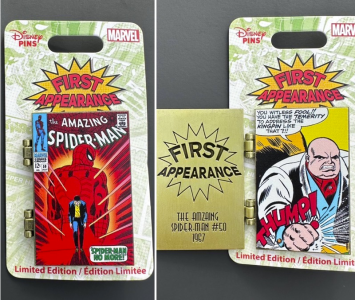 Disney
PINS
MARVEL
FIRST
APPEARANCE
the AMAZING
SPIDER-MAN
SPIDER-MAN
NO MORE!
Limited Edition / Édition Limitée
FIRST
APPEARANCE
THE AMZAING
SPIDER-MAN #50
1967
Disney
PINS
MARVEL
FIRST
APPEARANCE
YOU WITLESS FOOL!!
YOU HAVE THE TEMERITY
TO ADDRESS THE
KINGPIN LIKE
THAT?!!
THUMP!
Limited Edition / Édition Limitée